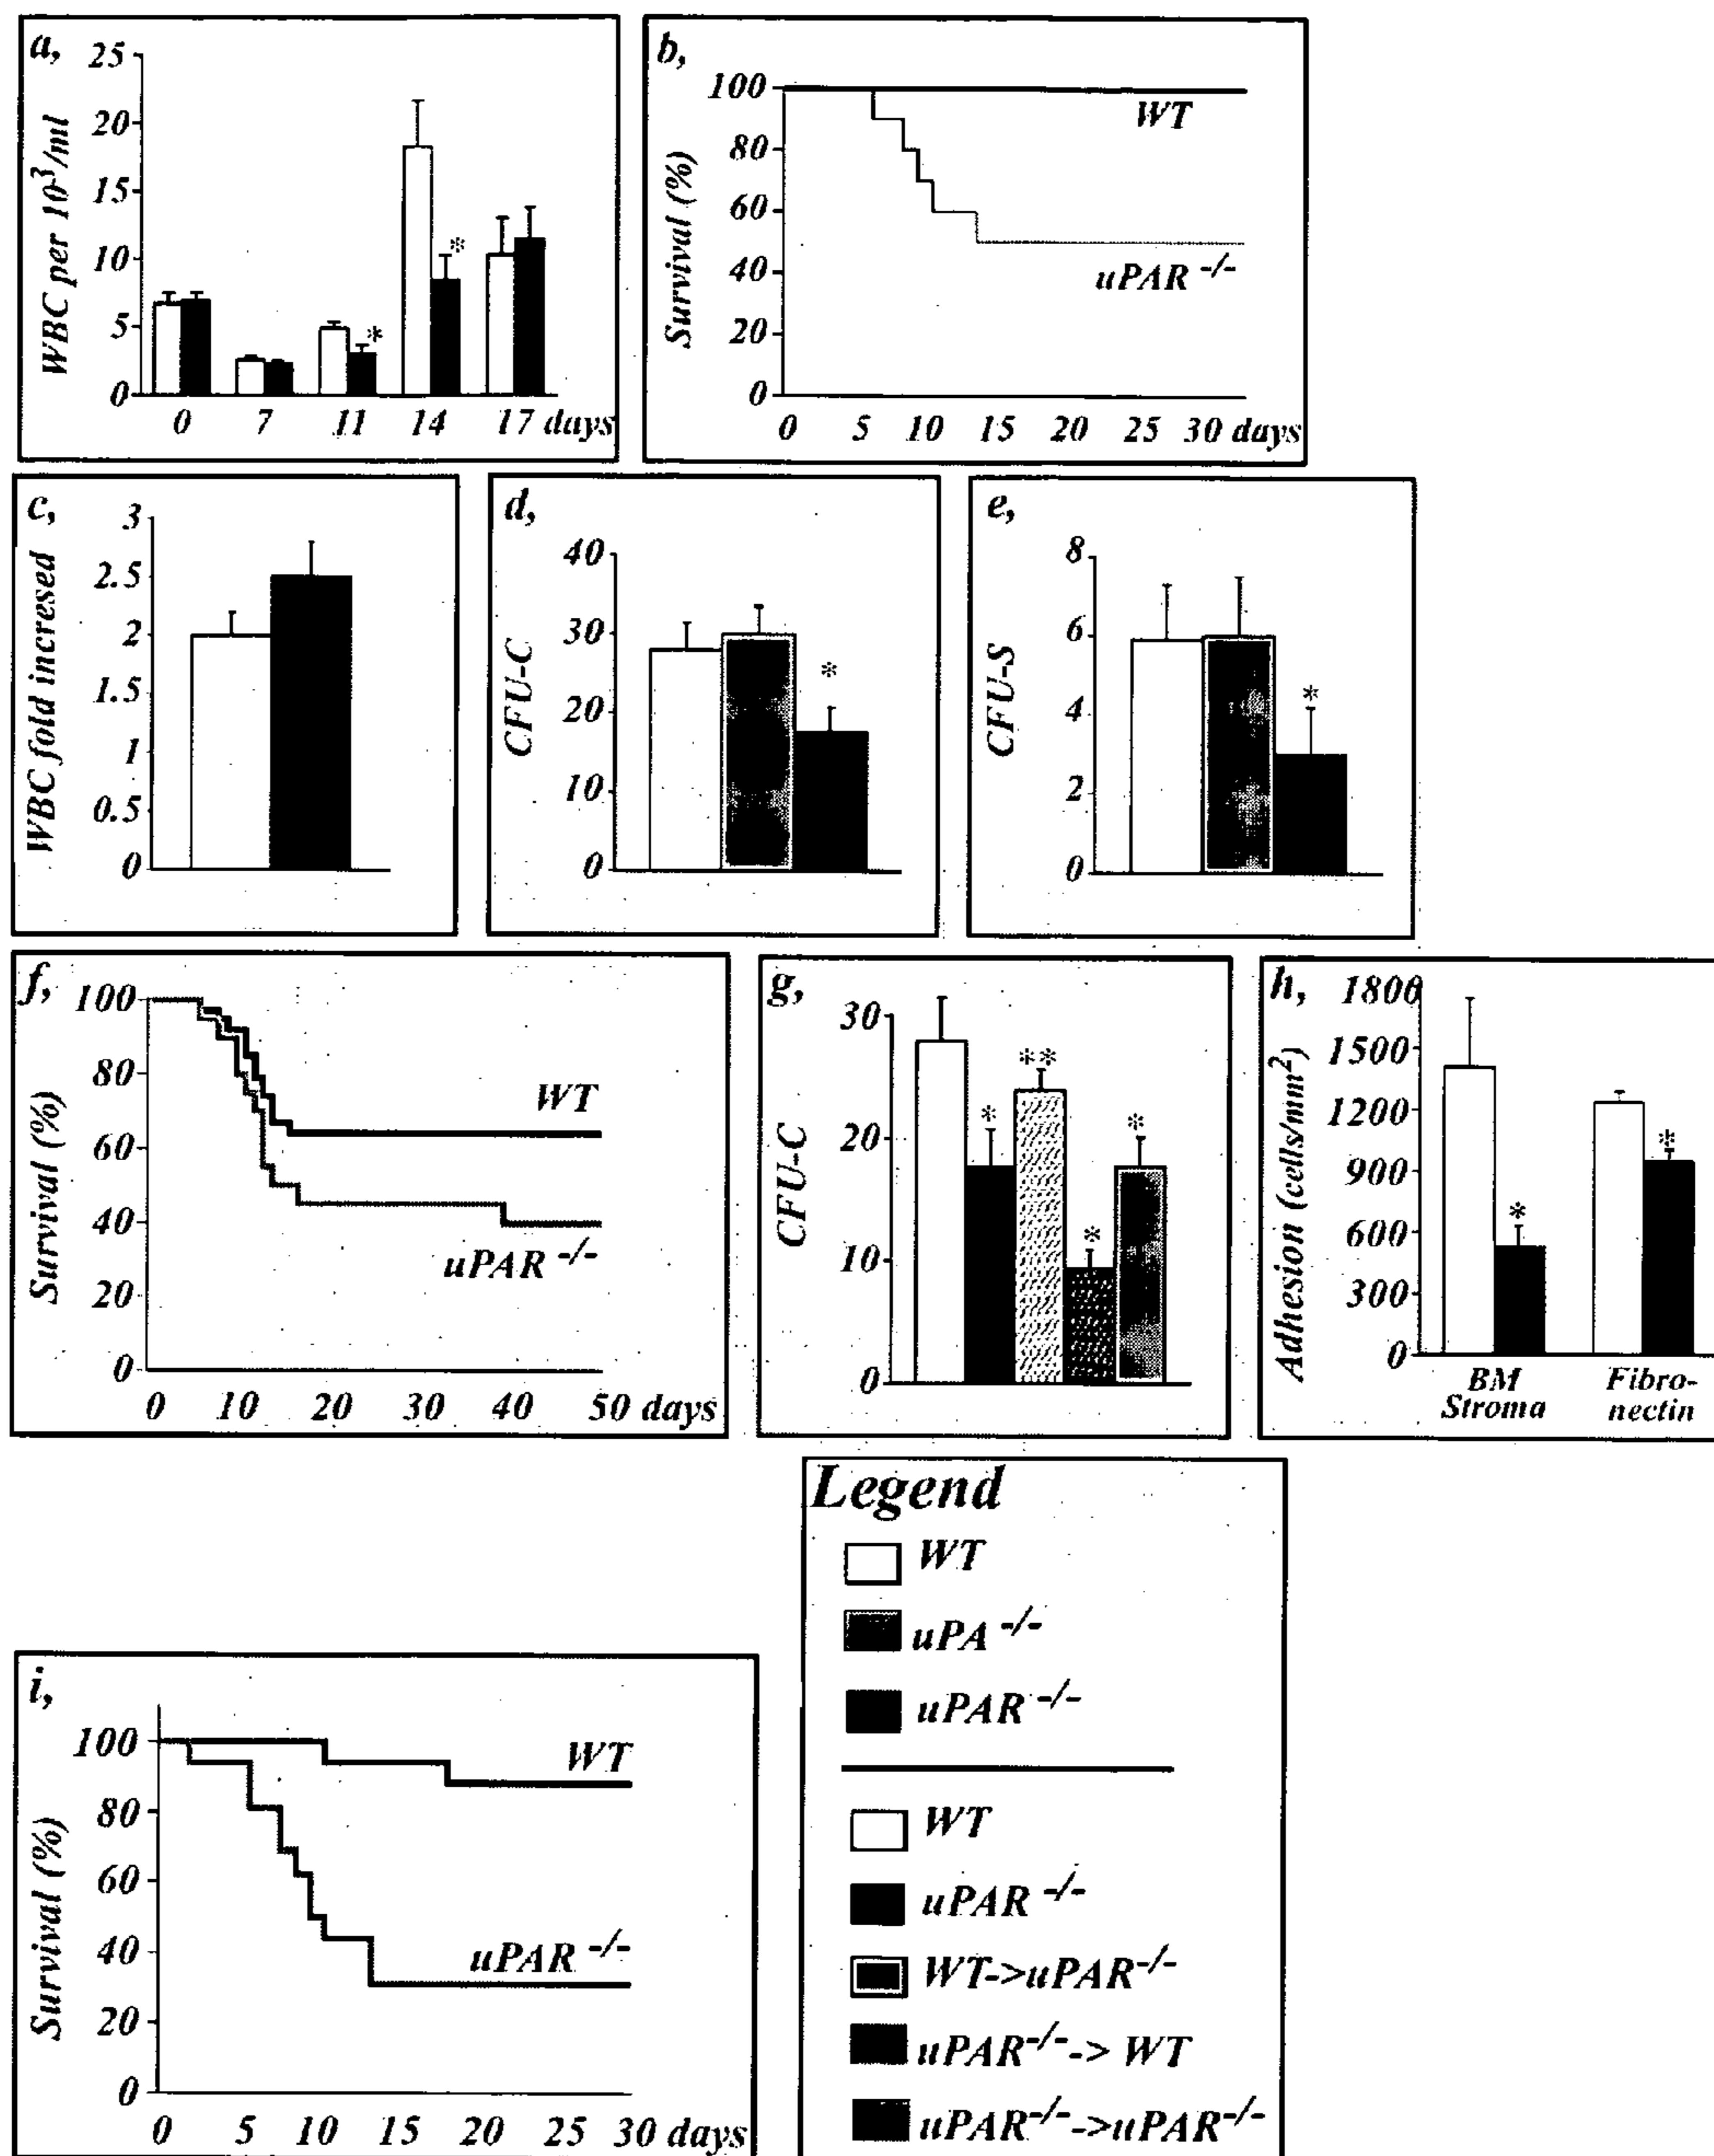 a,
WBC per 10³/ml
25
20
15
10
5
0
*
*
0 7 11 14 17 days
b,
Survival (%)
100
80
60
40
20
0
WT
uPAR -/-
0 5 10 15 20 25 30 days
c,
WBC fold incresed
3
2.5
2
1.5
1
0.5
0
d,
CFU-C
40
30
20
10
0
*
e,
CFU-S
8
6
4
2
0
*
f,
Survival (%)
100
80
60
40
20
0
WT
uPAR -/-
0 10 20 30 40 50 days
g,
CFU-C
30
20
10
0
*
**
*
*
h,
Adhesion (cells/mm²)
1800
1500
1200
900
600
300
0
*
*
BM
Stroma
Fibro-
nectin
i,
Survival (%)
100
80
60
40
20
0
WT
uPAR -/-
0 5 10 15 20 25 30 days
Legend
WT
uPA -/-
uPAR -/-
WT
uPAR -/-
WT->uPAR-/-
uPAR-/--> WT
uPAR-/-->uPAR-/-